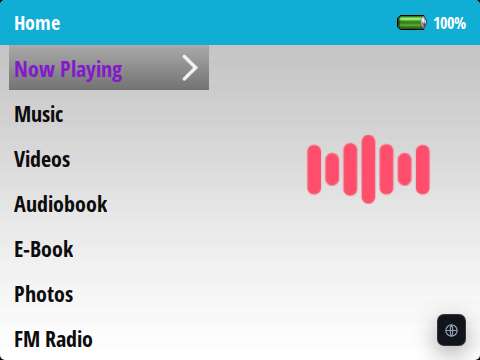 Home
100%
Now Playing
Music
Videos
Audiobook
E-Book
Photos
FM Radio